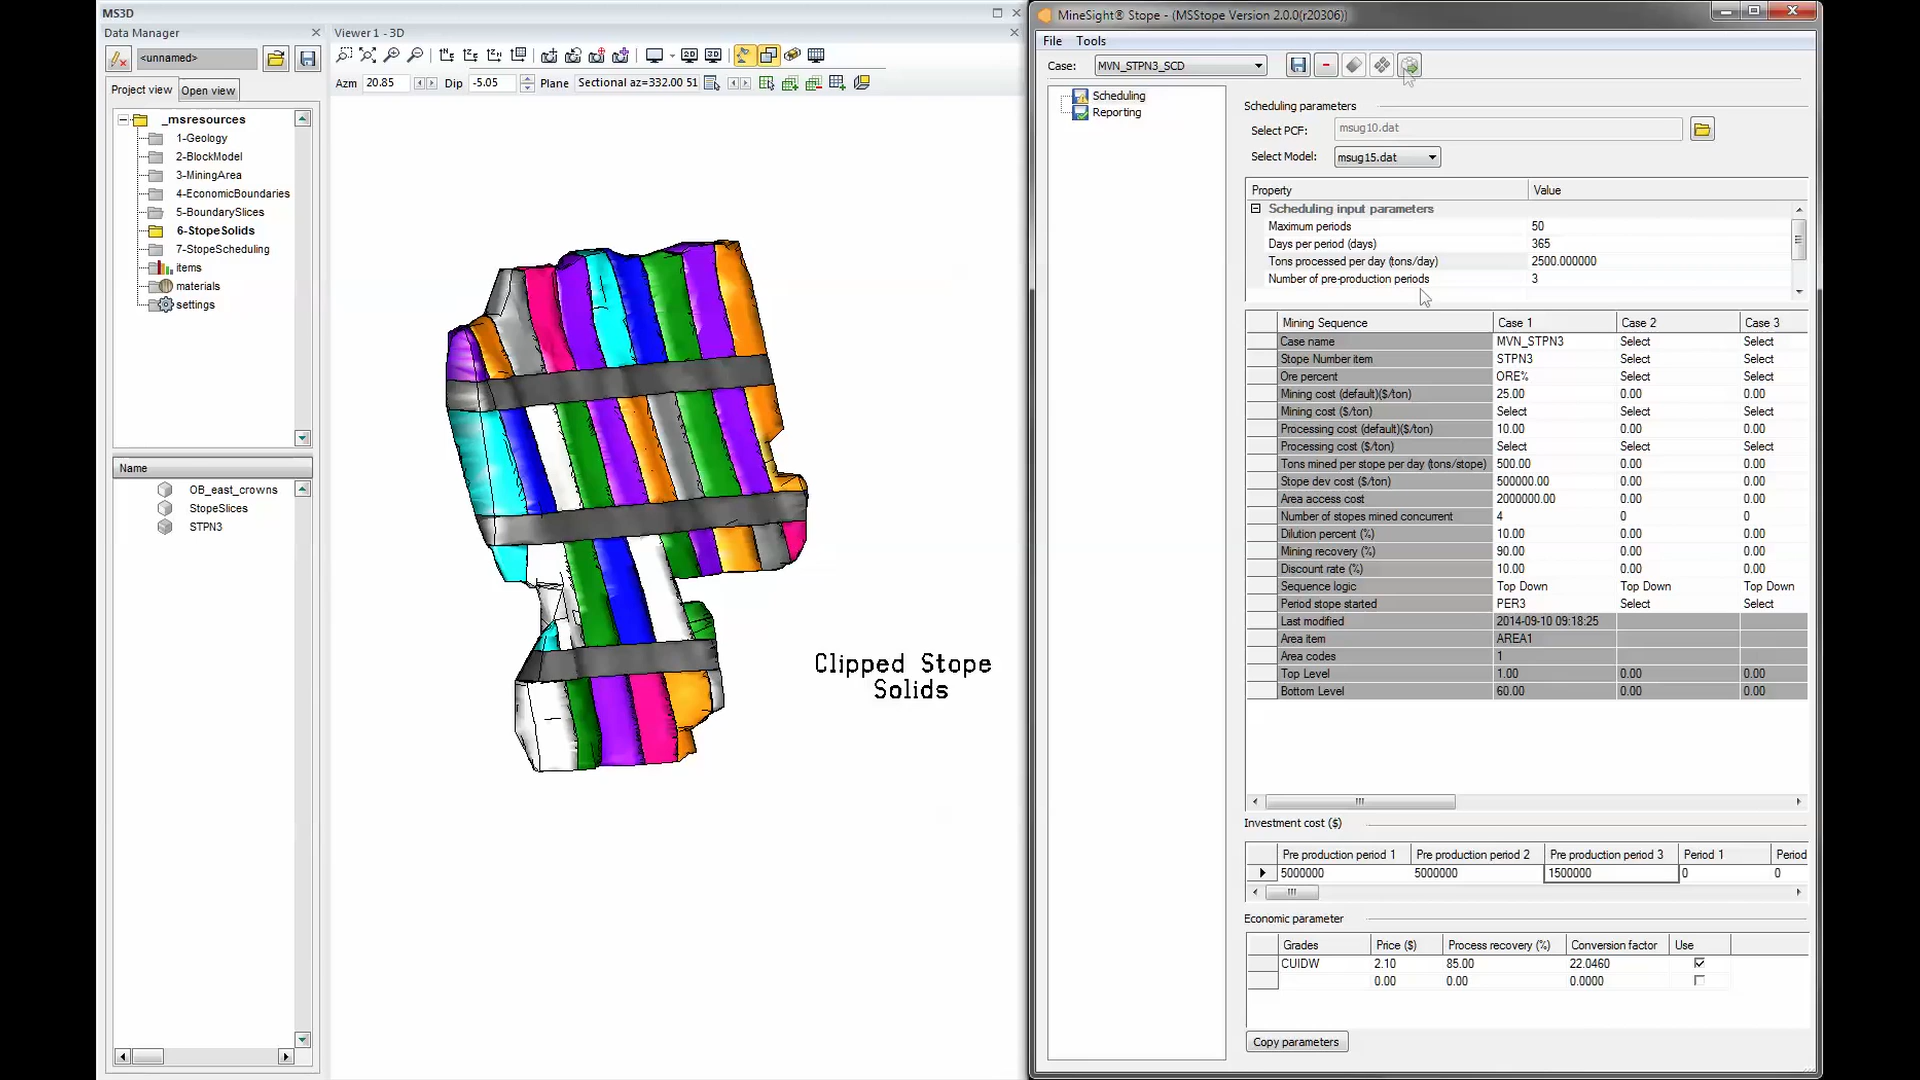 MS3D
Data Manager
<unnamed>
Project view
Open view
_msresources
1-Geology
2-BlockModel
3-MiningArea
4-EconomicBoundaries
5-BoundarySlices
6-StopeSolids
7-StopeScheduling
items
materials
settings
Name
OB_east_crowns
StopeSlices
STPN3
Viewer 1 - 3D
Azm 20.85 Dip -5.05 Plane Sectional az=332.00 51
Clipped Stope
Solids
MineSight® Stope - (MSStope Version 2.0.0(r20306))
File Tools
Case: MVN_STPN3_SCD
Scheduling
Reporting
Scheduling parameters
Select PCF: msug10.dat
Select Model: msug15.dat
Property Value
Scheduling input parameters
Maximum periods 50
Days per period (days) 365
Tons processed per day (tons/day) 2500.000000
Number of pre-production periods 3
Mining Sequence Case 1 Case 2 Case 3
Case name MVN_STPN3 Select Select
Stope Number item STPN3 Select Select
Ore percent ORE% Select Select
Mining cost (default)($/ton) 25.00 0.00 0.00
Mining cost ($/ton) Select Select Select
Processing cost (default)($/ton) 10.00 0.00 0.00
Processing cost ($/ton) Select Select Select
Tons mined per stope per day (tons/stope) 500.00 0.00 0.00
Stope dev cost ($/ton) 500000.00 0.00 0.00
Area access cost 2000000.00 0.00 0.00
Number of stopes mined concurrent 4 0 0
Dilution percent (%) 10.00 0.00 0.00
Mining recovery (%) 90.00 0.00 0.00
Discount rate (%) 10.00 0.00 0.00
Sequence logic Top Down Top Down Top Down
Period stope started PER3 Select Select
Last modified 2014-09-10 09:18:25
Area item AREA1
Area codes 1
Top Level 1.00 0.00 0.00
Bottom Level 60.00 0.00 0.00
Investment cost ($)
Pre production period 1 Pre production period 2 Pre production period 3 Period 1 Period
5000000 5000000 1500000 0 0
Economic parameter
Grades Price ($) Process recovery (%) Conversion factor Use
CUIDW 2.10 85.00 22.0460
0.00 0.00 0.0000
Copy parameters